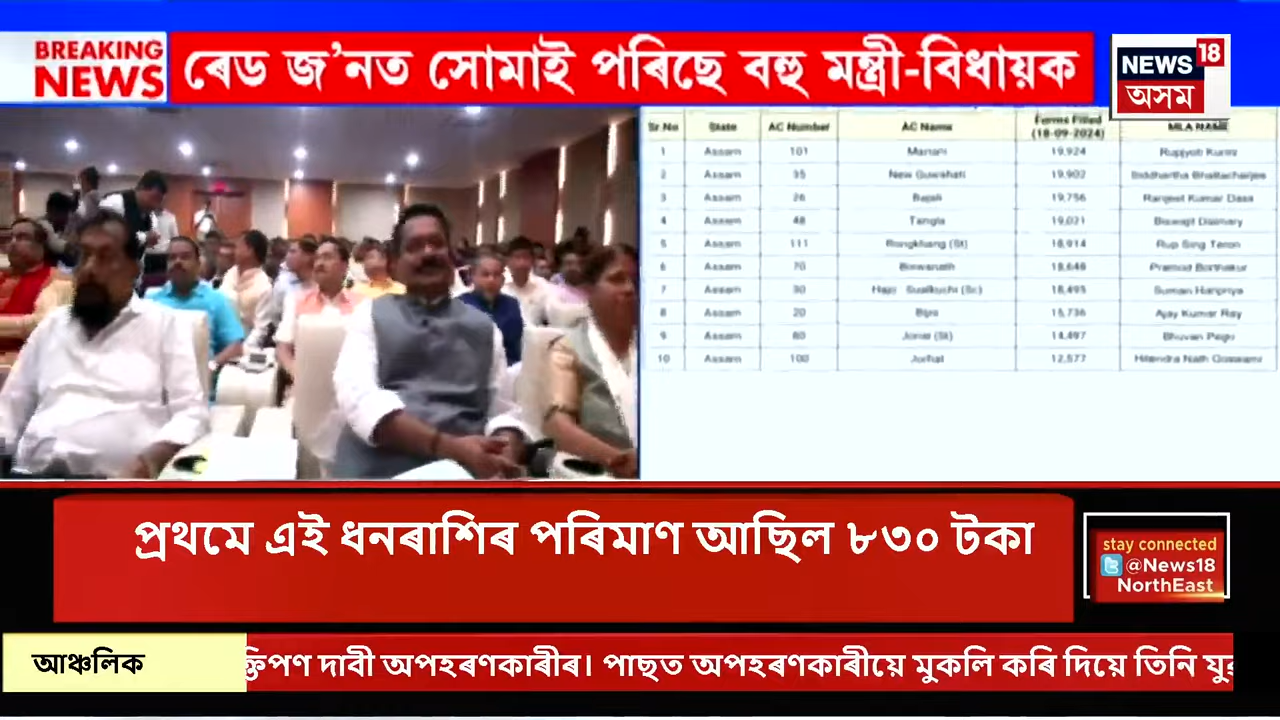 BREAKING
NEWS
ৰেড জ'নত সোমাই পৰিছে বহু মন্ত্ৰী-বিধায়ক
NEWS 18
অসম
Sr.No State AC Number AC Name Forms Filled (18-09-2024) MLA NAME
1 Assam 101 Mariani 19,924 Rupjyoti Kurmi
2 Assam 35 New Guwahati 19,902 Siddhartha Bhattacharjee
3 Assam 26 Bajali 19,756 Ranjeet Kumar Dass
4 Assam 48 Tangla 19,021 Biswajit Daimary
5 Assam 111 Rongkhang (St) 18,914 Rup Sing Teron
6 Assam 70 Biswanath 18,648 Pramod Borthakur
7 Assam 30 Hajo Sualkuchi (Sc) 18,495 Suman Haripriya
8 Assam 20 15,736 Ajay Kumar Ray
9 Assam 80 Jonai (St) 14,497 Bhuvan Pegu
10 Assam 100 Jorhat 12,577 Hitendra Nath Goswami
প্ৰথমে এই ধনৰাশিৰ পৰিমাণ আছিল ৮৩০ টকা
stay connected
@News18
NorthEast
আঞ্চলিক
দাবী অপহৰণকাৰীৰ। পাছত অপহৰণকাৰীয়ে মুকলি কৰি দিয়ে তিনি